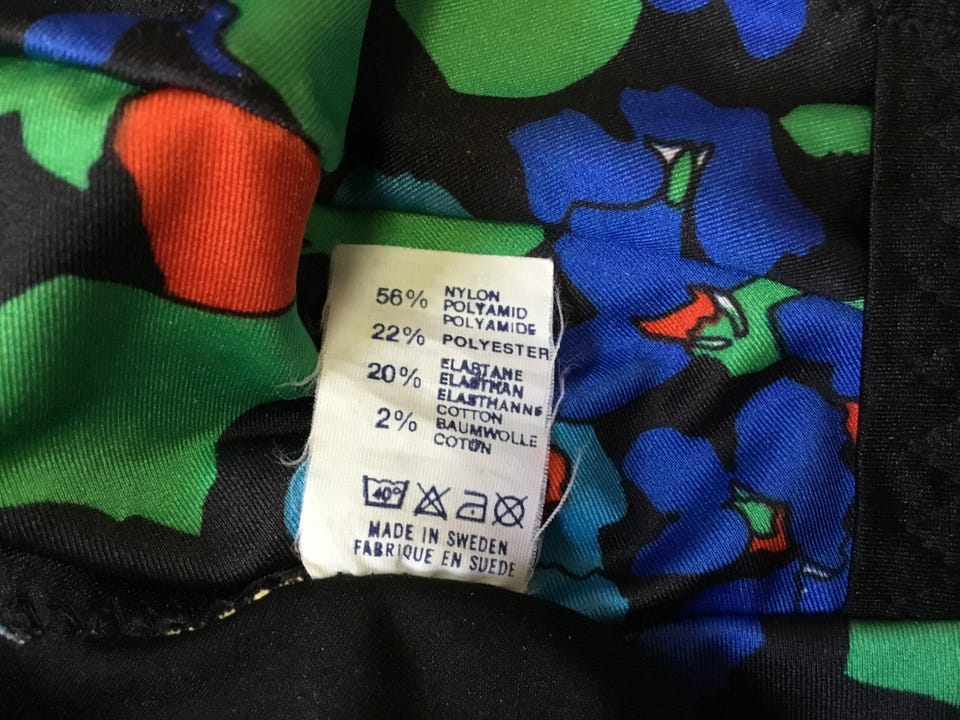 56% NYLON
POLYAMID
POLYAMIDE
22% POLYESTER
20% ELASTANE
ELASTHAN
ELASTHANNE
2% COTTON
BAUMWOLLE
COTON
40°
MADE IN SWEDEN
FABRIQUE EN SUEDE